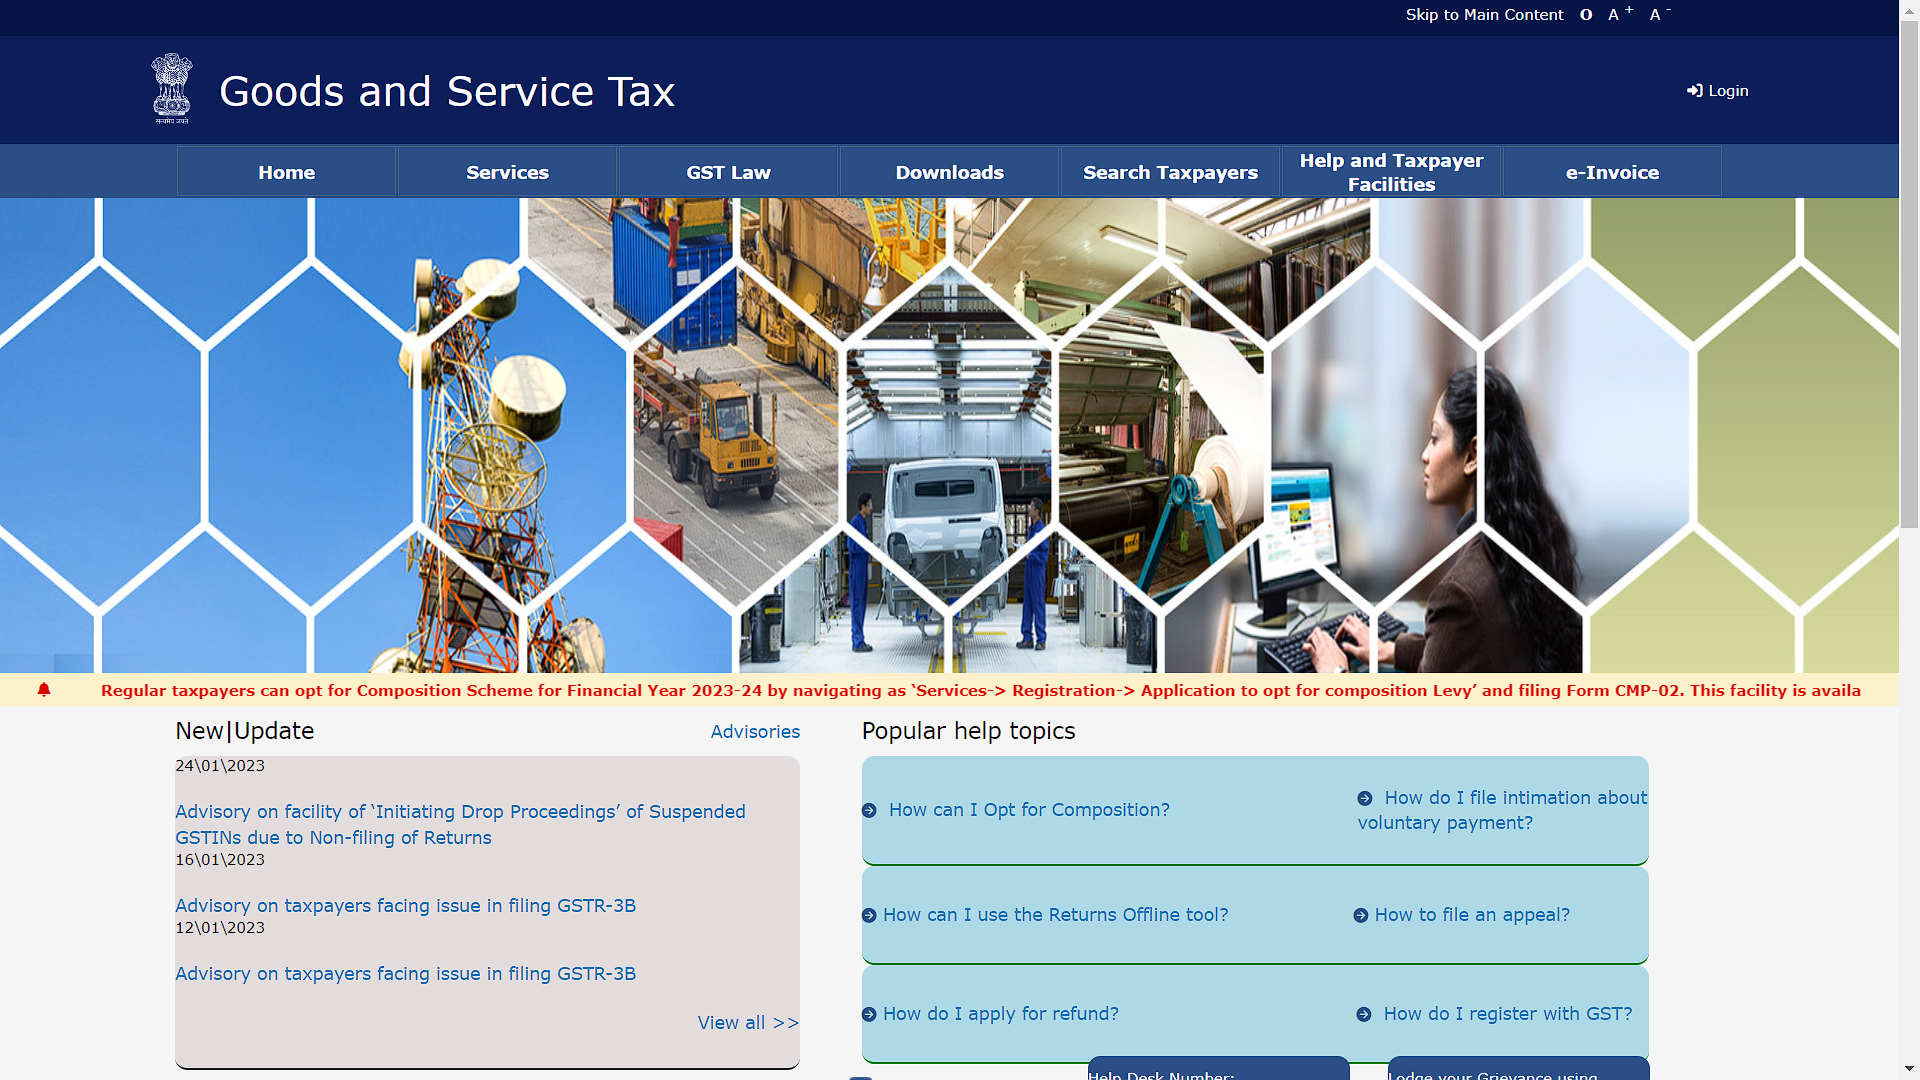 Skip to Main Content O A + A -
सत्यमेव जयते
Goods and Service Tax
Login
Home
Services
GST Law
Downloads
Search Taxpayers
Help and Taxpayer
Facilities
e-Invoice
Regular taxpayers can opt for Composition Scheme for Financial Year 2023-24 by navigating as ‘Services-> Registration-> Application to opt for composition Levy’ and filing Form CMP-02. This facility is availa
New|Update
Advisories
24\01\2023
Advisory on facility of ‘Initiating Drop Proceedings’ of Suspended
GSTINs due to Non-filing of Returns
16\01\2023
Advisory on taxpayers facing issue in filing GSTR-3B
12\01\2023
Advisory on taxpayers facing issue in filing GSTR-3B
View all >>
Popular help topics
How can I Opt for Composition?
How do I file intimation about
voluntary payment?
How can I use the Returns Offline tool?
How to file an appeal?
How do I apply for refund?
How do I register with GST?
Help Desk Number:
Lodge your Grievance using